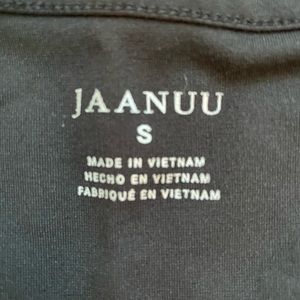 JAANUU
S
MADE IN VIETNAM
HECHO EN VIETNAM
FABRIQUÉ EN VIETNAM